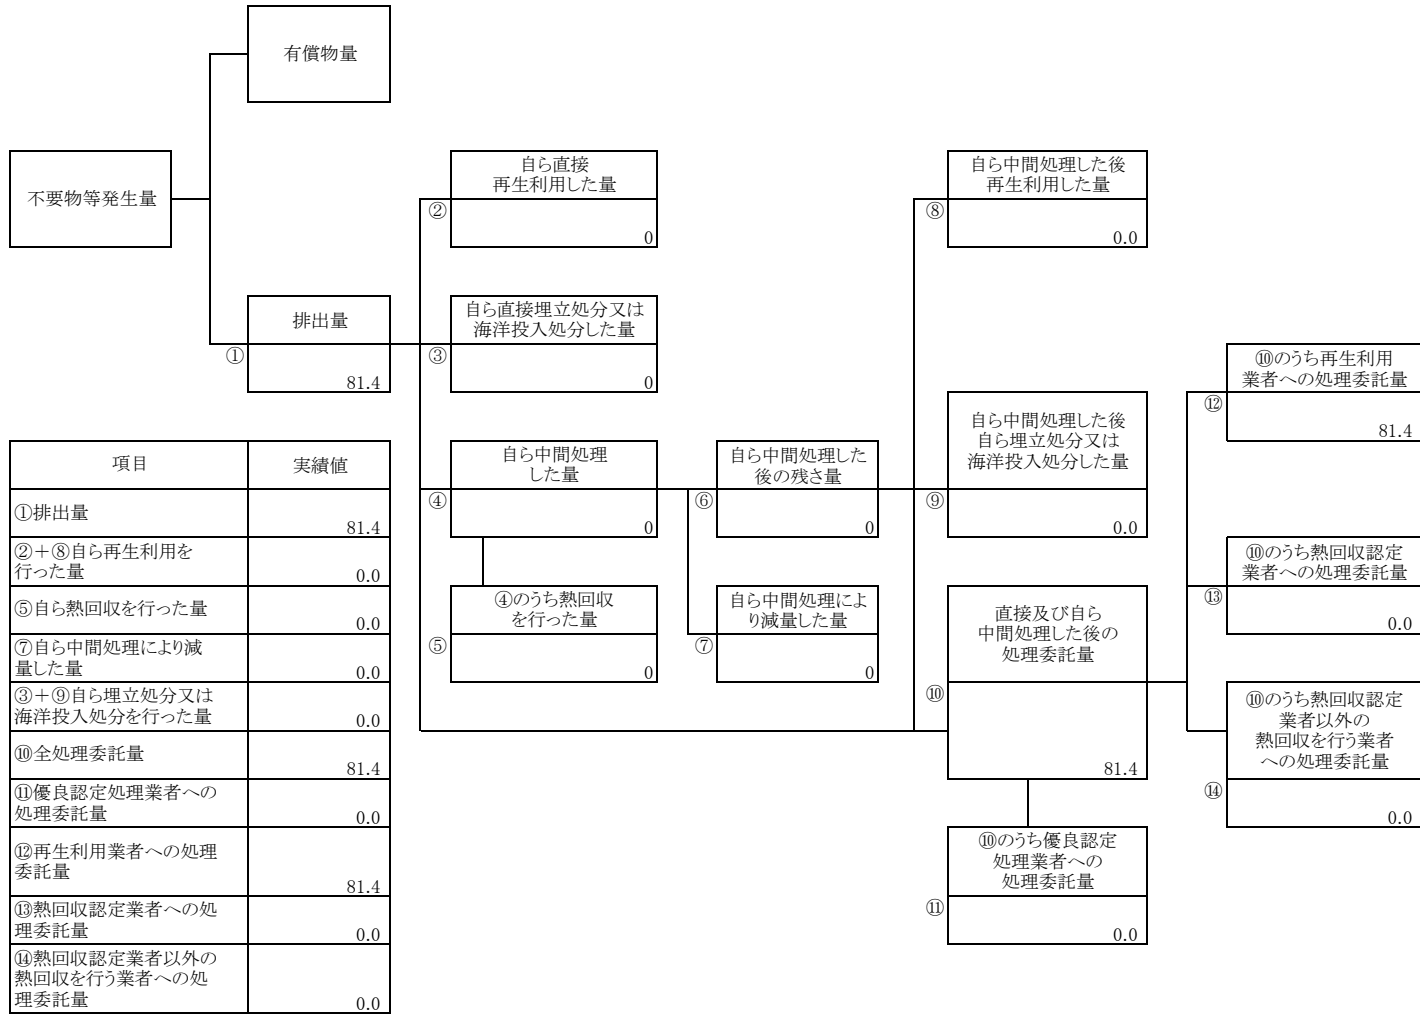 有償物量
不要物等発生量
排出量
①
81.4
自ら直接
再生利用した量
②
0
自ら直接埋立処分又は
海洋投入処分した量
③
0
自ら中間処理
した量
④
0
④のうち熱回収
を行った量
⑤
0
自ら中間処理した
後の残さ量
⑥
0
自ら中間処理によ
り減量した量
⑦
0
自ら中間処理した後
再生利用した量
⑧
0.0
自ら中間処理した後
自ら埋立処分又は
海洋投入処分した量
⑨
0.0
直接及び自ら
中間処理した後の
処理委託量
⑩
81.4
⑩のうち優良認定
処理業者への
処理委託量
⑪
0.0
⑩のうち再生利用
業者への処理委託量
⑫
81.4
⑩のうち熱回収認定
業者への処理委託量
⑬
0.0
⑩のうち熱回収認定
業者以外の
熱回収を行う業者
への処理委託量
⑭
0.0
項目 実績値
①排出量
81.4
②＋⑧自ら再生利用を
行った量 0.0
⑤自ら熱回収を行った量
0.0
⑦自ら中間処理により減
量した量 0.0
③＋⑨自ら埋立処分又は
海洋投入処分を行った量 0.0
⑩全処理委託量
81.4
⑪優良認定処理業者への
処理委託量 0.0
⑫再生利用業者への処理
委託量
81.4
⑬熱回収認定業者への処
理委託量 0.0
⑭熱回収認定業者以外の
熱回収を行う業者への処
理委託量 0.0